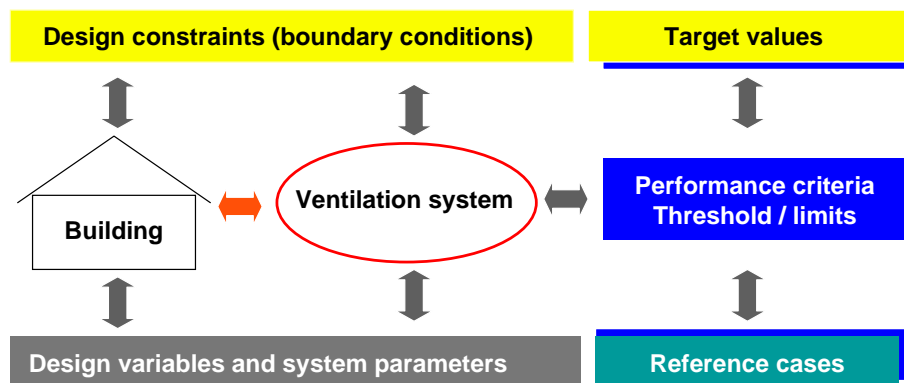 Design constraints (boundary conditions)
Target values
Building
Ventilation system
Performance criteria
Threshold / limits
Design variables and system parameters
Reference cases